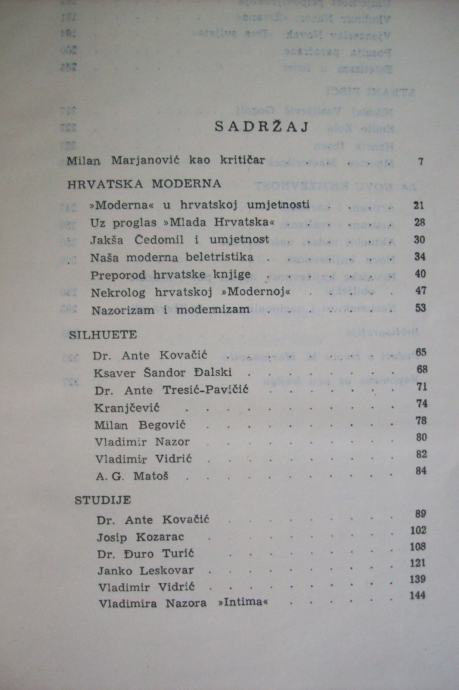 SADRŽAJ
Milan Marjanović kao kritičar . . . 7
HRVATSKA MODERNA
»Moderna« u hrvatskoj umjetnosti . . . . 21
Uz proglas »Mlada Hrvatska« . . . . . 28
Jakša Čedomil i umjetnost . . . . . 30
Naša moderna beletristika . . . . . . 34
Preporod hrvatske knjige . . . . . . 40
Nekrolog hrvatskoj »Modernoj« . . . . . 47
Nazorizam i modernizam . . . . . . 53
SILHUETE
Dr. Ante Kovačić . . . . . . . . 65
Ksaver Šandor Đalski . . . . . . . 68
Dr. Ante Tresić-Pavičić . . . . . . 71
Kranjčević . . . . . . . . . 74
Milan Begović . . . . . . . . 78
Vladimir Nazor . . . . . . . . 80
Vladimir Vidrić . . . . . . . . 82
A. G. Matoš . . . . . . . . . 84
STUDIJE
Dr. Ante Kovačić . . . . . . . . 89
Josip Kozarac . . . . . . . . 102
Dr. Đuro Turić . . . . . . . . 108
Janko Leskovar . . . . . . . . 121
Vladimir Vidrić . . . . . . . . 139
Vladimira Nazora »Intima« . . . . . 144